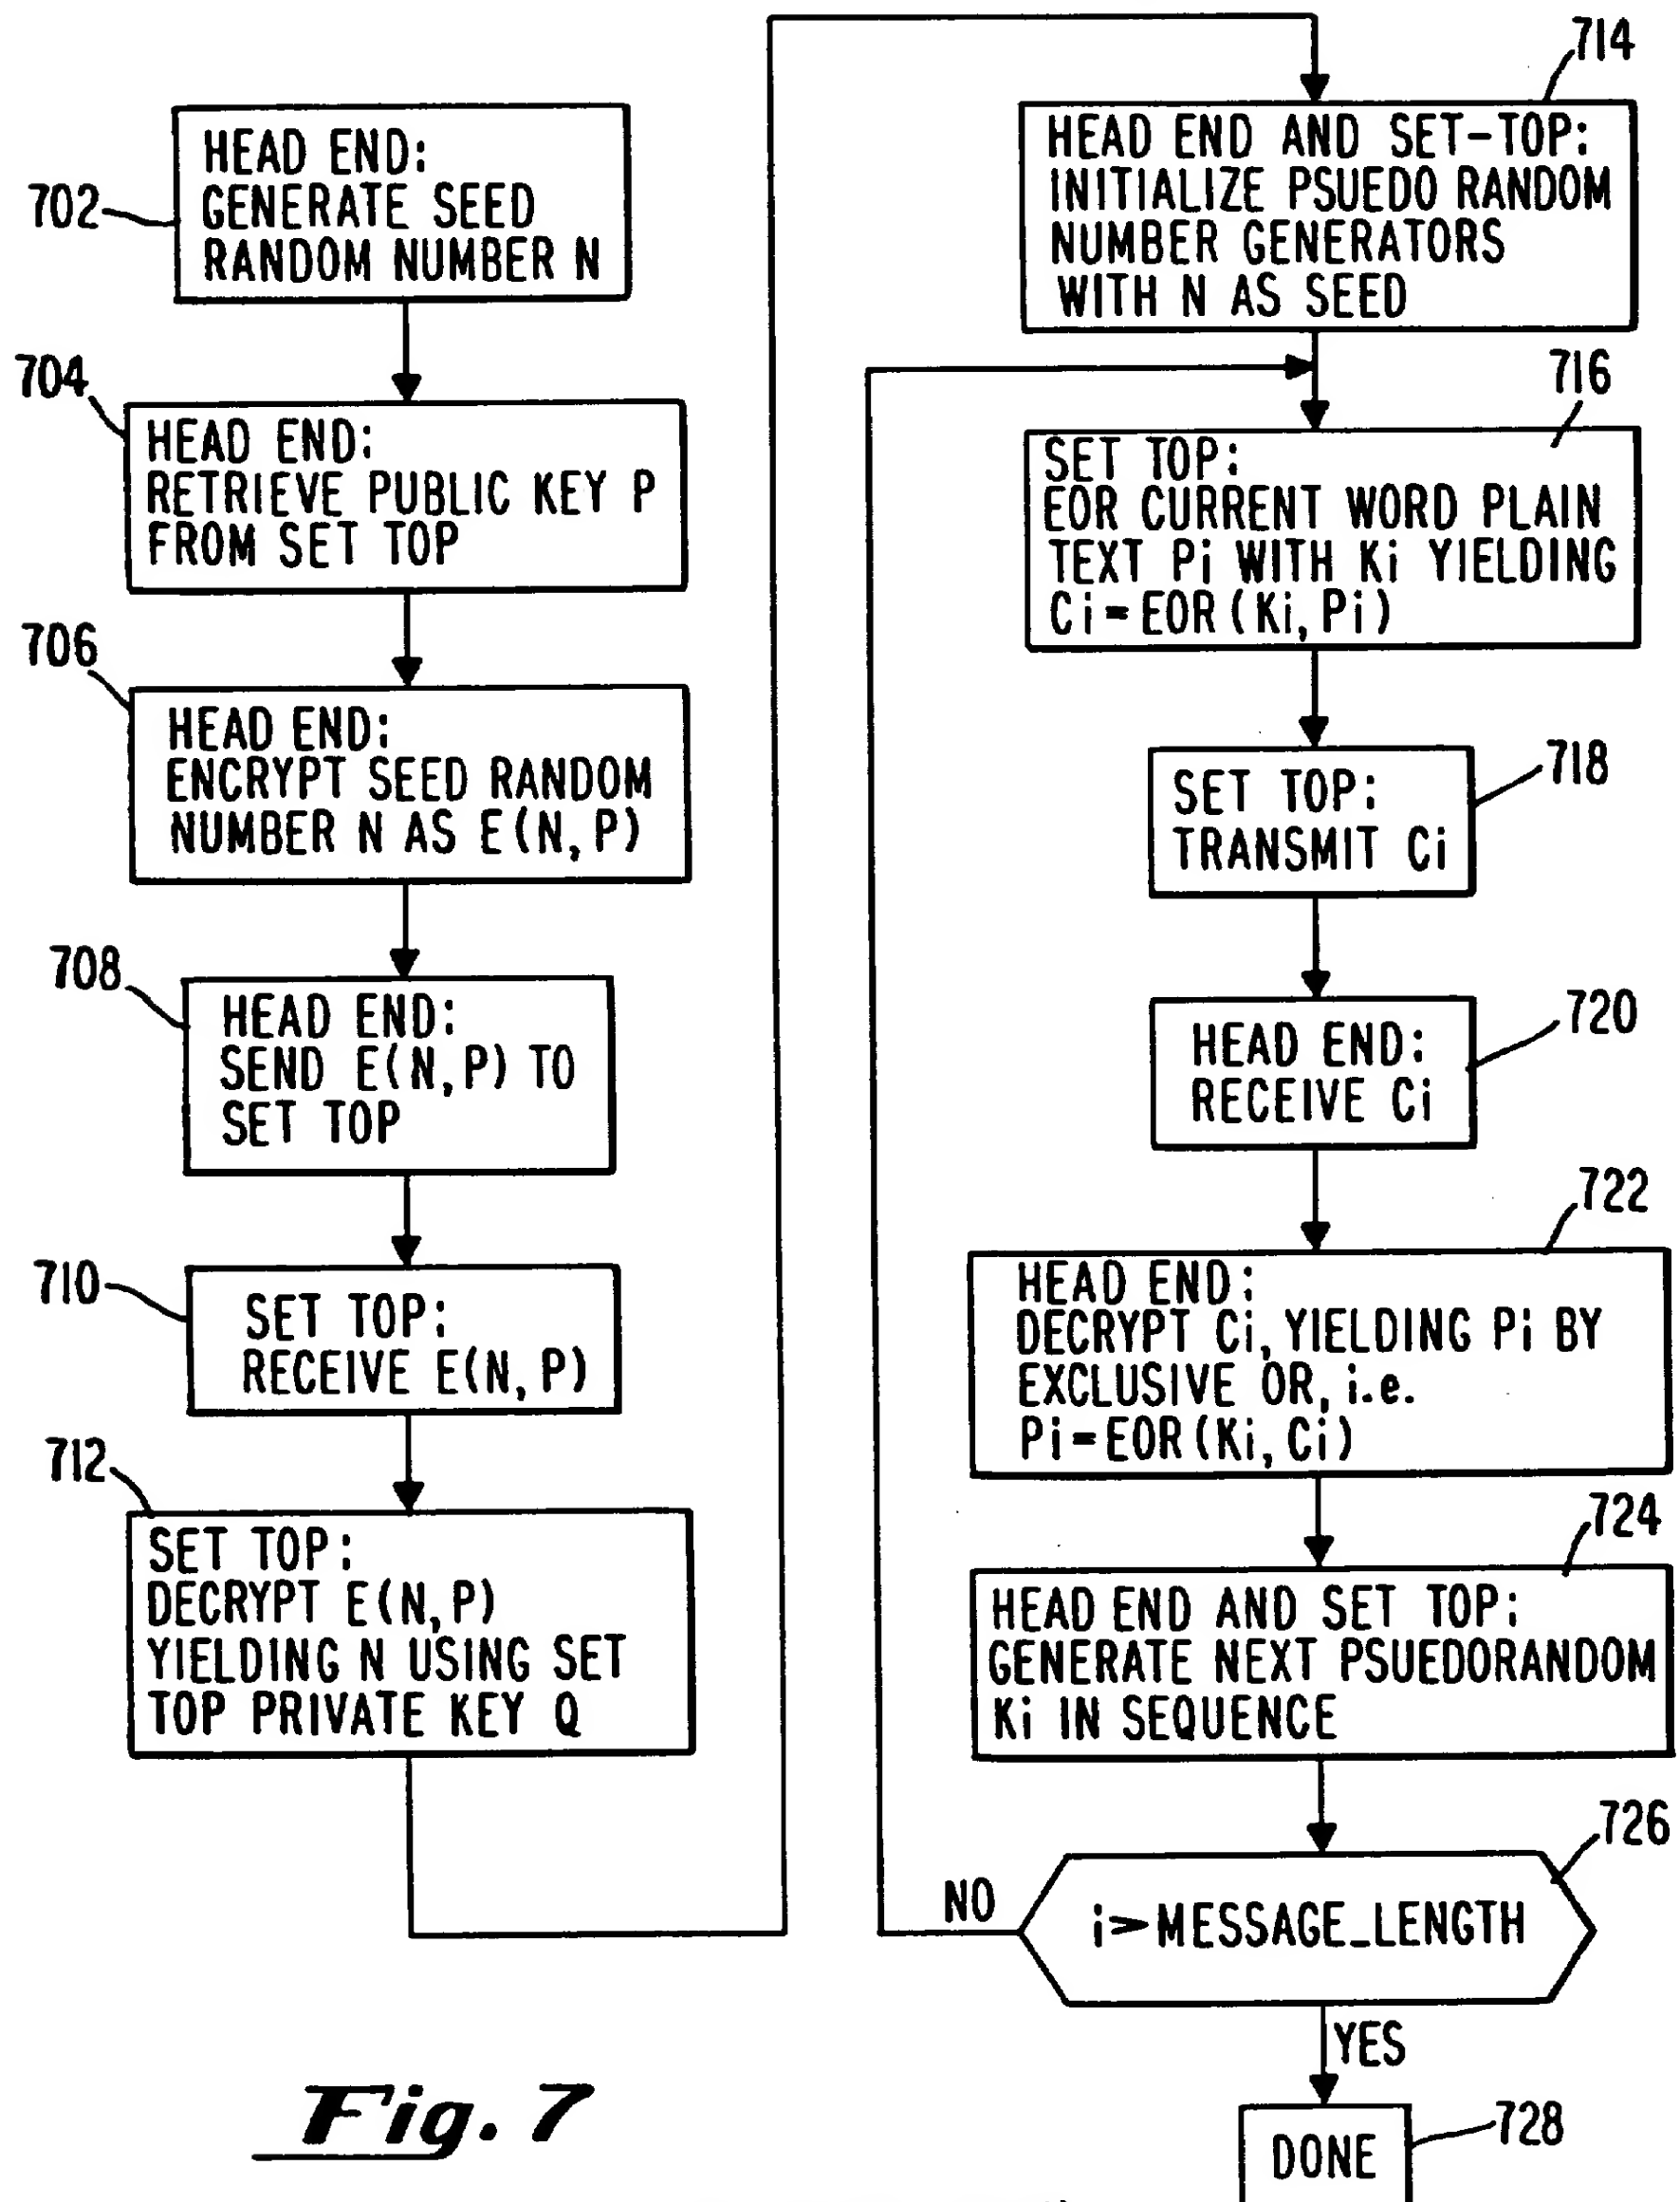 702
HEAD END:
GENERATE SEED
RANDOM NUMBER N
704
HEAD END:
RETRIEVE PUBLIC KEY P
FROM SET TOP
706
HEAD END:
ENCRYPT SEED RANDOM
NUMBER N AS E(N,P)
708
HEAD END:
SEND E(N,P) TO
SET TOP
710
SET TOP:
RECEIVE E(N,P)
712
SET TOP:
DECRYPT E(N,P)
YIELDING N USING SET
TOP PRIVATE KEY Q
714
HEAD END AND SET-TOP:
INITIALIZE PSUEDO RANDOM
NUMBER GENERATORS
WITH N AS SEED
716
SET TOP:
EOR CURRENT WORD PLAIN
TEXT Pi WITH Ki YIELDING
Ci=EOR(Ki,Pi)
718
SET TOP:
TRANSMIT Ci
720
HEAD END:
RECEIVE Ci
722
HEAD END:
DECRYPT Ci, YIELDING Pi BY
EXCLUSIVE OR, i.e.
Pi=EOR(Ki,Ci)
724
HEAD END AND SET TOP:
GENERATE NEXT PSUEDORANDOM
Ki IN SEQUENCE
726
i>MESSAGE_LENGTH
NO
YES
728
DONE
Fig. 7